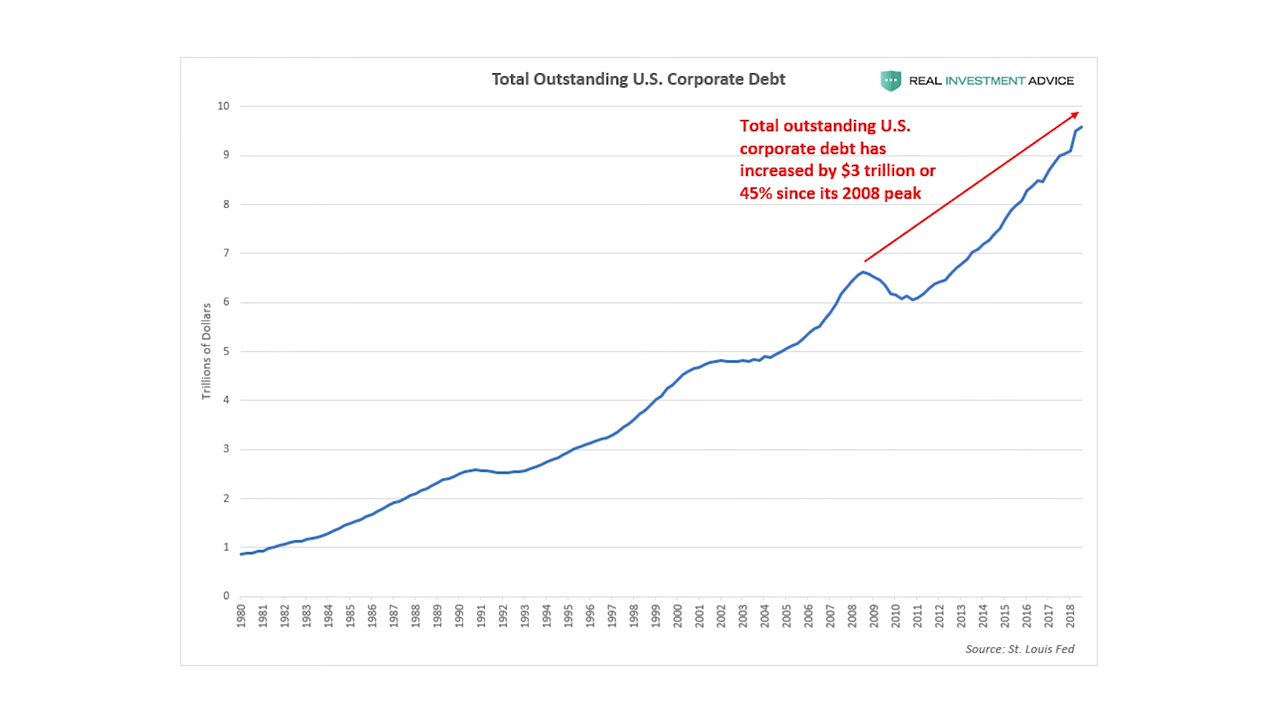 Total Outstanding U.S. Corporate Debt
REAL INVESTMENT ADVICE
Total outstanding U.S.
corporate debt has
increased by $3 trillion or
45% since its 2008 peak
10
9
8
7
6
5
4
3
2
1
0
Trillions of Dollars
1980 1981 1982 1983 1984 1985 1986 1987 1988 1989 1990 1991 1992 1993 1994 1995 1996 1997 1998 1999 2000 2001 2002 2003 2004 2005 2006 2007 2008 2009 2010 2011 2012 2013 2014 2015 2016 2017 2018
Source: St. Louis Fed